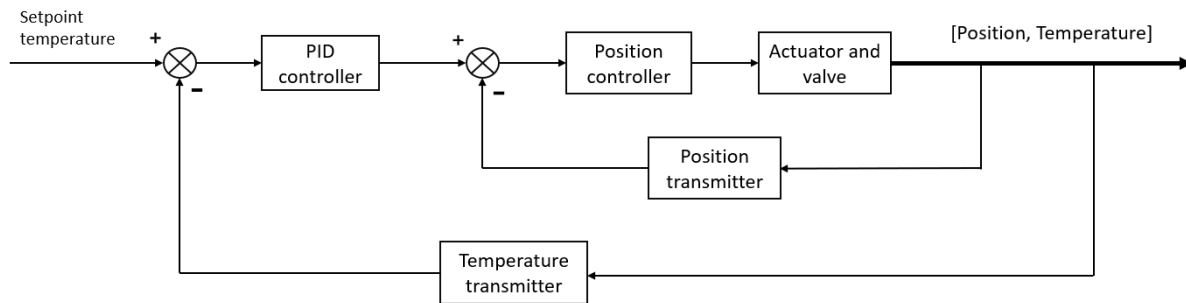 Setpoint
temperature
+
PID
controller
+
Position
controller
Actuator and
valve
[Position, Temperature]
-
-
Position
transmitter
Temperature
transmitter